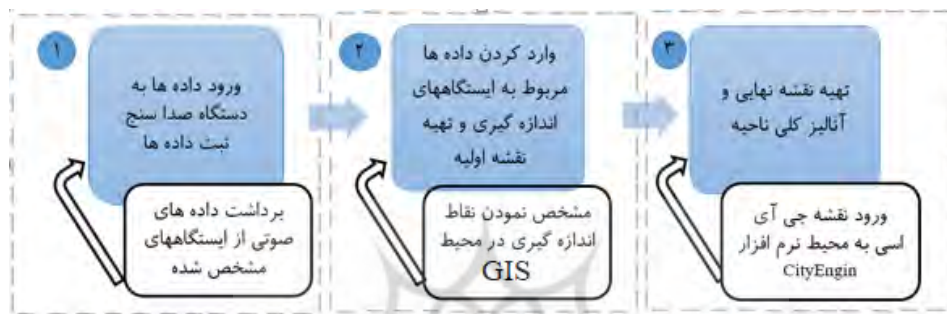 ۱
ورود داده ها به
دستگاه صدا سنج
ثبت داده ها
برداشت داده های
صوتی از ایستگاههای
مشخص شده
۲
وارد کردن داده ها
مربوط به ایستگاههای
اندازه گیری و تهیه
نقشه اولیه
مشخص نمودن نقاط
اندازه گیری در محیط
GIS
۳
تهیه نقشه نهایی و
آنالیز کلی ناحیه
ورود نقشه جی آی
اسی به محیط نرم افزار
CityEngin